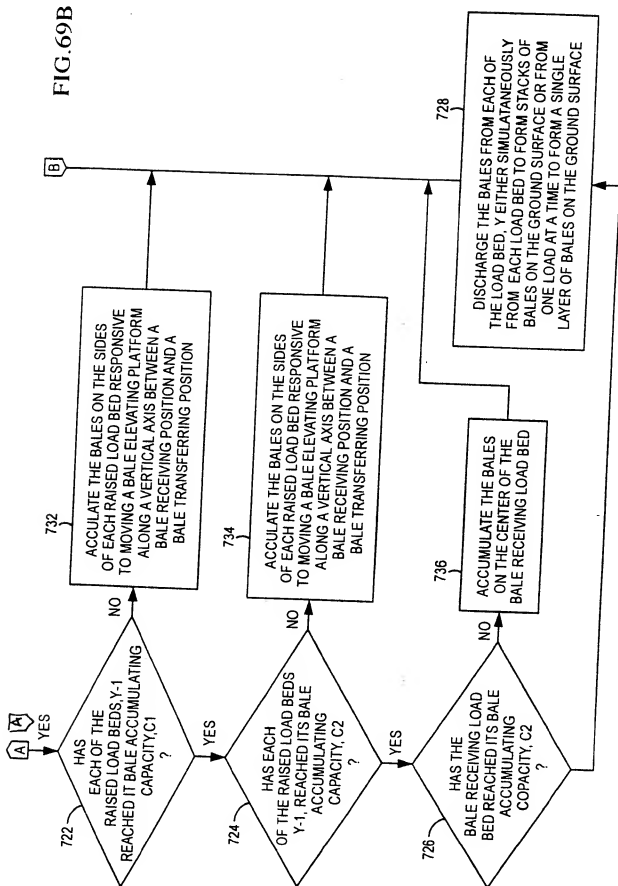 FIG.69B
A
A
YES
B
722
HAS
EACH OF THE
RAISED LOAD BEDS,Y-1
REACHED IT BALE ACCUMULATING
CAPACITY,C1
?
NO
732
ACCULATE THE BALES ON THE SIDES
OF EACH RAISED LOAD BED RESPONSIVE
TO MOVING A BALE ELEVATING PLATFORM
ALONG A VERTICAL AXIS BETWEEN A
BALE RECEIVING POSITION AND A
BALE TRANSFERRING POSITION
YES
724
HAS EACH
OF THE RAISED LOAD BEDS
Y-1, REACHED ITS BALE
ACCUMULATING
CAPACITY, C2
?
NO
734
ACCULATE THE BALES ON THE SIDES
OF EACH RAISED LOAD BED RESPONSIVE
TO MOVING A BALE ELEVATING PLATFORM
ALONG A VERTICAL AXIS BETWEEN A
BALE RECEIVING POSITION AND A
BALE TRANSFERRING POSITION
YES
726
HAS THE
BALE RECEIVING LOAD
BED REACHED ITS BALE
ACCUMULATING
COPACITY, C2
?
NO
736
ACCUMULATE THE BALES
ON THE CENTER OF THE
BALE RECEIVING LOAD BED
728
DISCHARGE THE BALES FROM EACH OF
THE LOAD BED, Y EITHER SIMULATANEOUSLY
FROM EACH LOAD BED TO FORM STACKS OF
BALES ON THE GROUND SURFACE OR FROM
ONE LOAD AT A TIME TO FORM A SINGLE
LAYER OF BALES ON THE GROUND SURFACE